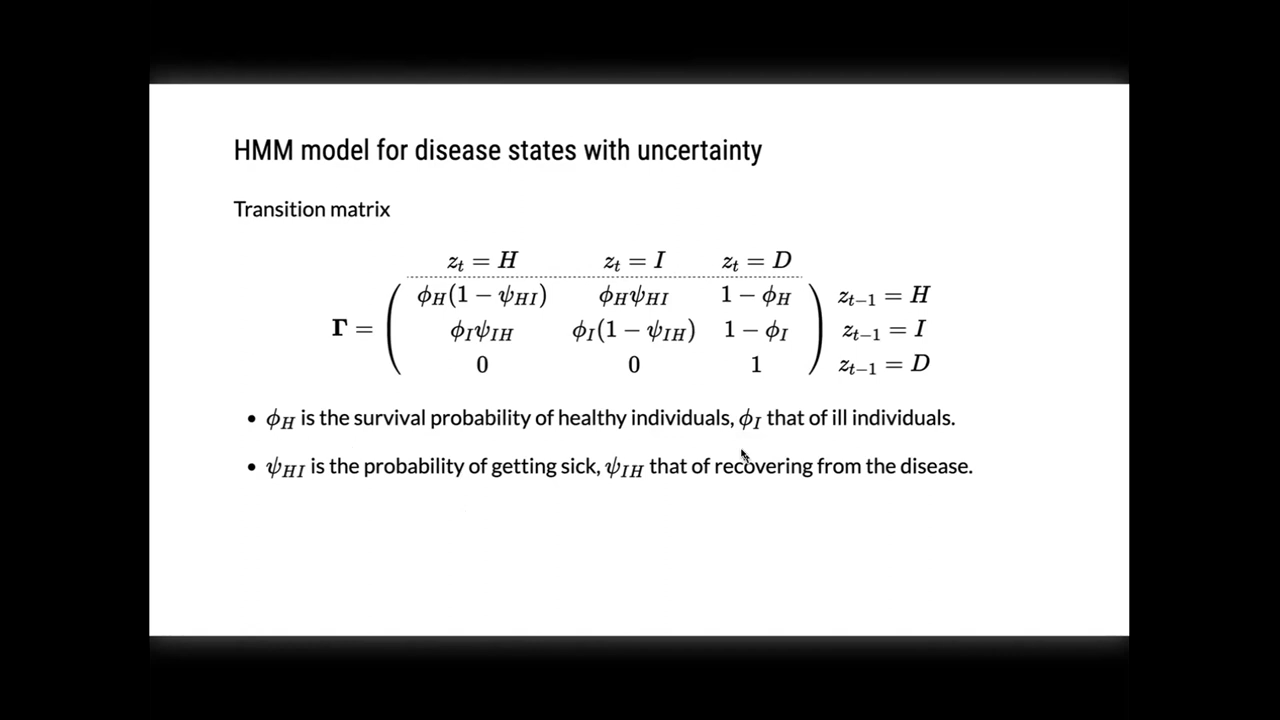 HMM model for disease states with uncertainty
Transition matrix
z_t = H z_t = I z_t = D
ϕ_H(1 − ψ_HI) ϕ_Hψ_HI 1 − ϕ_H z_{t−1} = H
Γ = ϕ_Iψ_IH ϕ_I(1 − ψ_IH) 1 − ϕ_I z_{t−1} = I
0 0 1 z_{t−1} = D
• ϕ_H is the survival probability of healthy individuals, ϕ_I that of ill individuals.
• ψ_HI is the probability of getting sick, ψ_IH that of recovering from the disease.